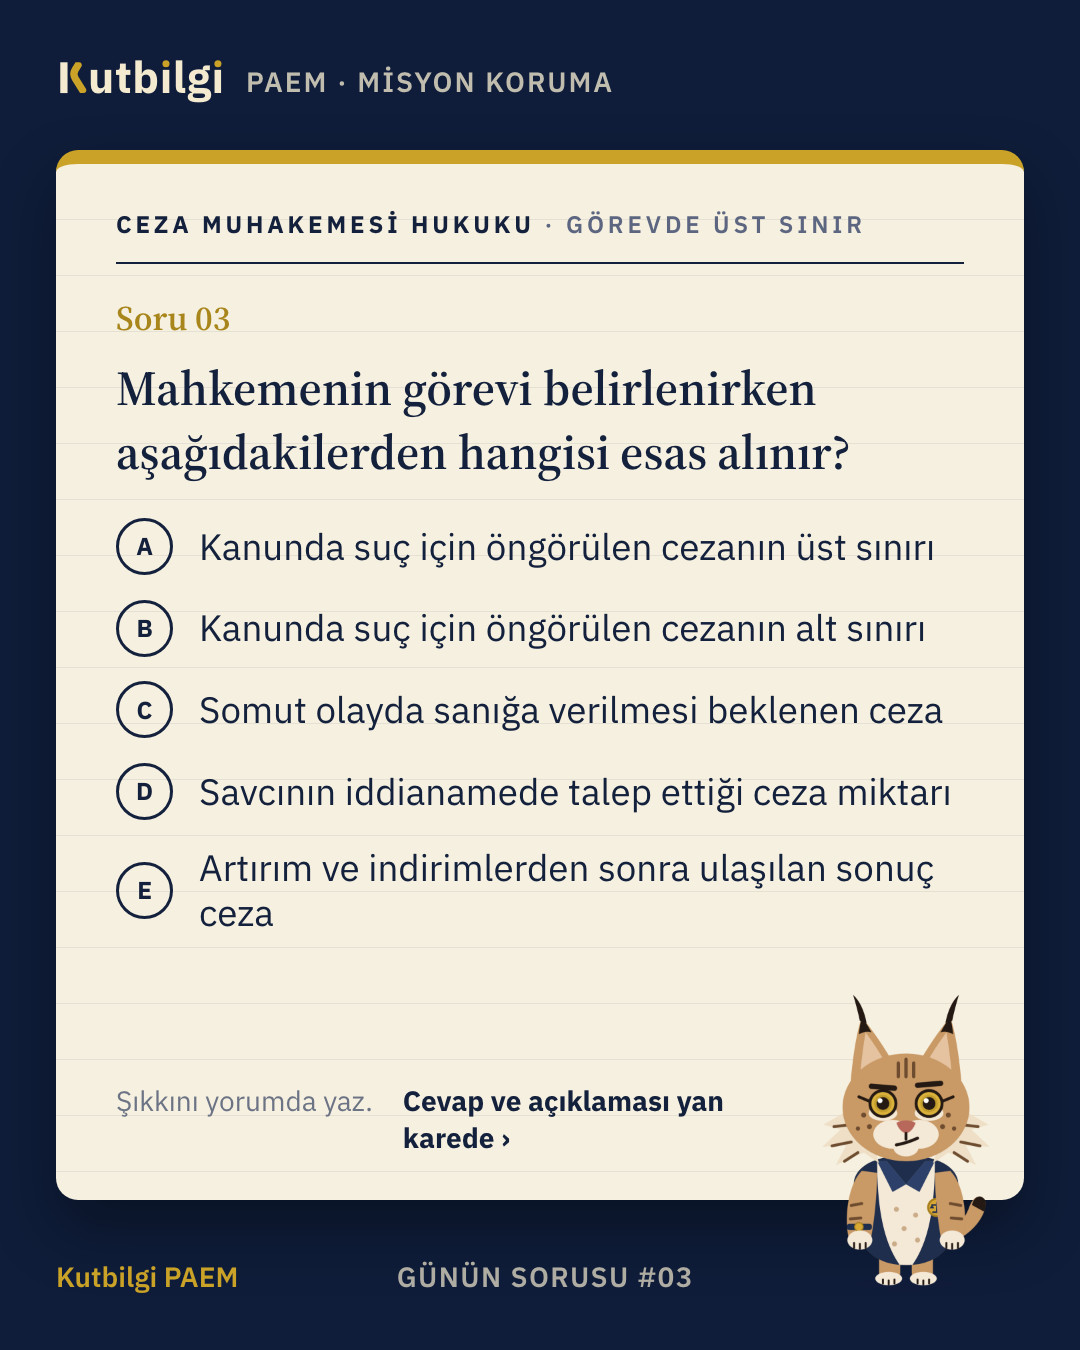 Kutbilgi PAEM · MİSYON KORUMA
CEZA MUHAKEMESİ HUKUKU · GÖREVDE ÜST SINIR
Soru 03
Mahkemenin görevi belirlenirken
aşağıdakilerden hangisi esas alınır?
A Kanunda suç için öngörülen cezanın üst sınırı
B Kanunda suç için öngörülen cezanın alt sınırı
C Somut olayda sanığa verilmesi beklenen ceza
D Savcının iddianamede talep ettiği ceza miktarı
E Artırım ve indirimlerden sonra ulaşılan sonuç
ceza
Şıkkını yorumda yaz. Cevap ve açıklaması yan
karede ›
Kutbilgi PAEM GÜNÜN SORUSU #03